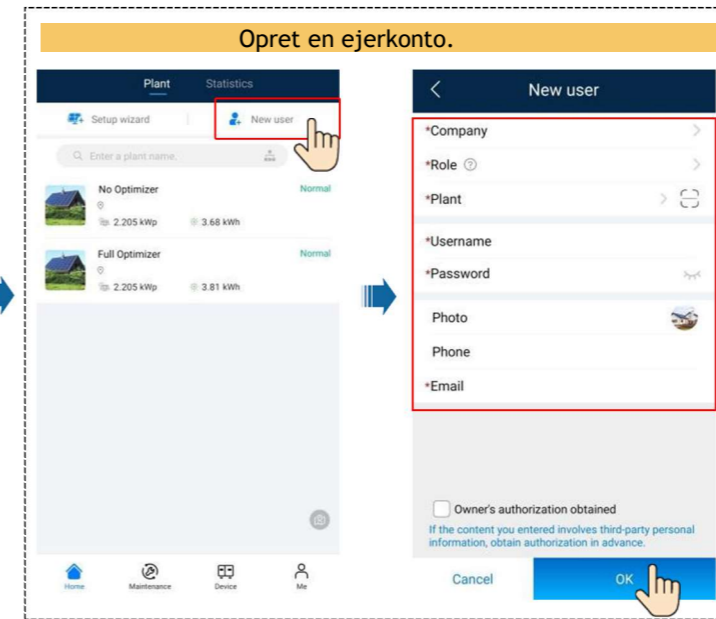 Opret en ejerkonto.
Plant Statistics
Setup wizard New user
Enter a plant name.
No Optimizer Normal
2.205 kWp 3.68 kWh
Full Optimizer Normal
2.205 kWp 3.81 kWh
Home Maintenance Device Me
New user
*Company
*Role
*Plant
*Username
*Password
Photo
Phone
*Email
Owner's authorization obtained
If the content you entered involves third-party personal
information, obtain authorization in advance.
Cancel OK